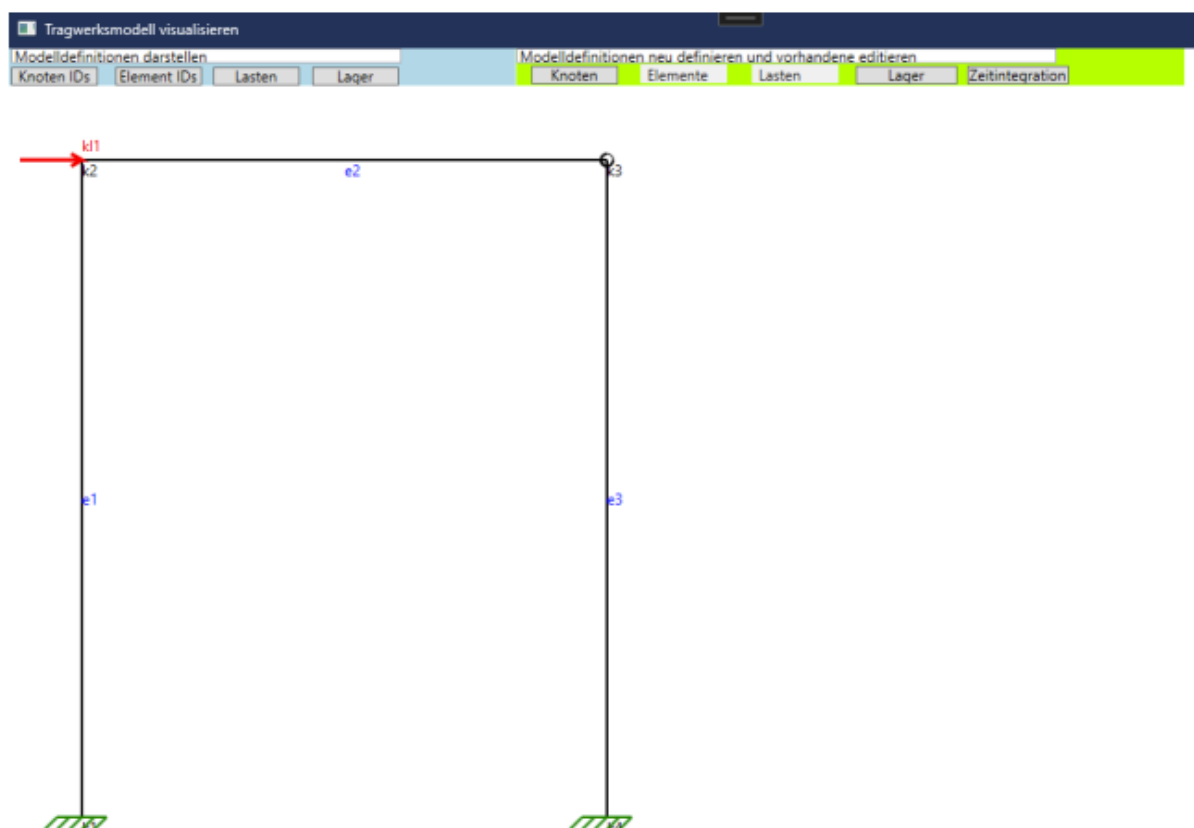 Tragwerksmodell visualisieren
Modelldefinitionen darstellen
Modelldefinitionen neu definieren und vorhandene editieren
Knoten IDs Element IDs Lasten Lager
Knoten Elemente Lasten Lager Zeitintegration
kl1
k2
e2
k3
e1
e3